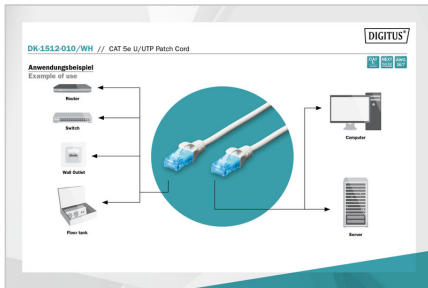 DIGITUS®
DK-1512-010/WH // CAT 5e U/UTP Patch Cord
Anwendungsbeispiel
Example of use
Router
Switch
Wall Outlet
Floor tank
Computer
Server